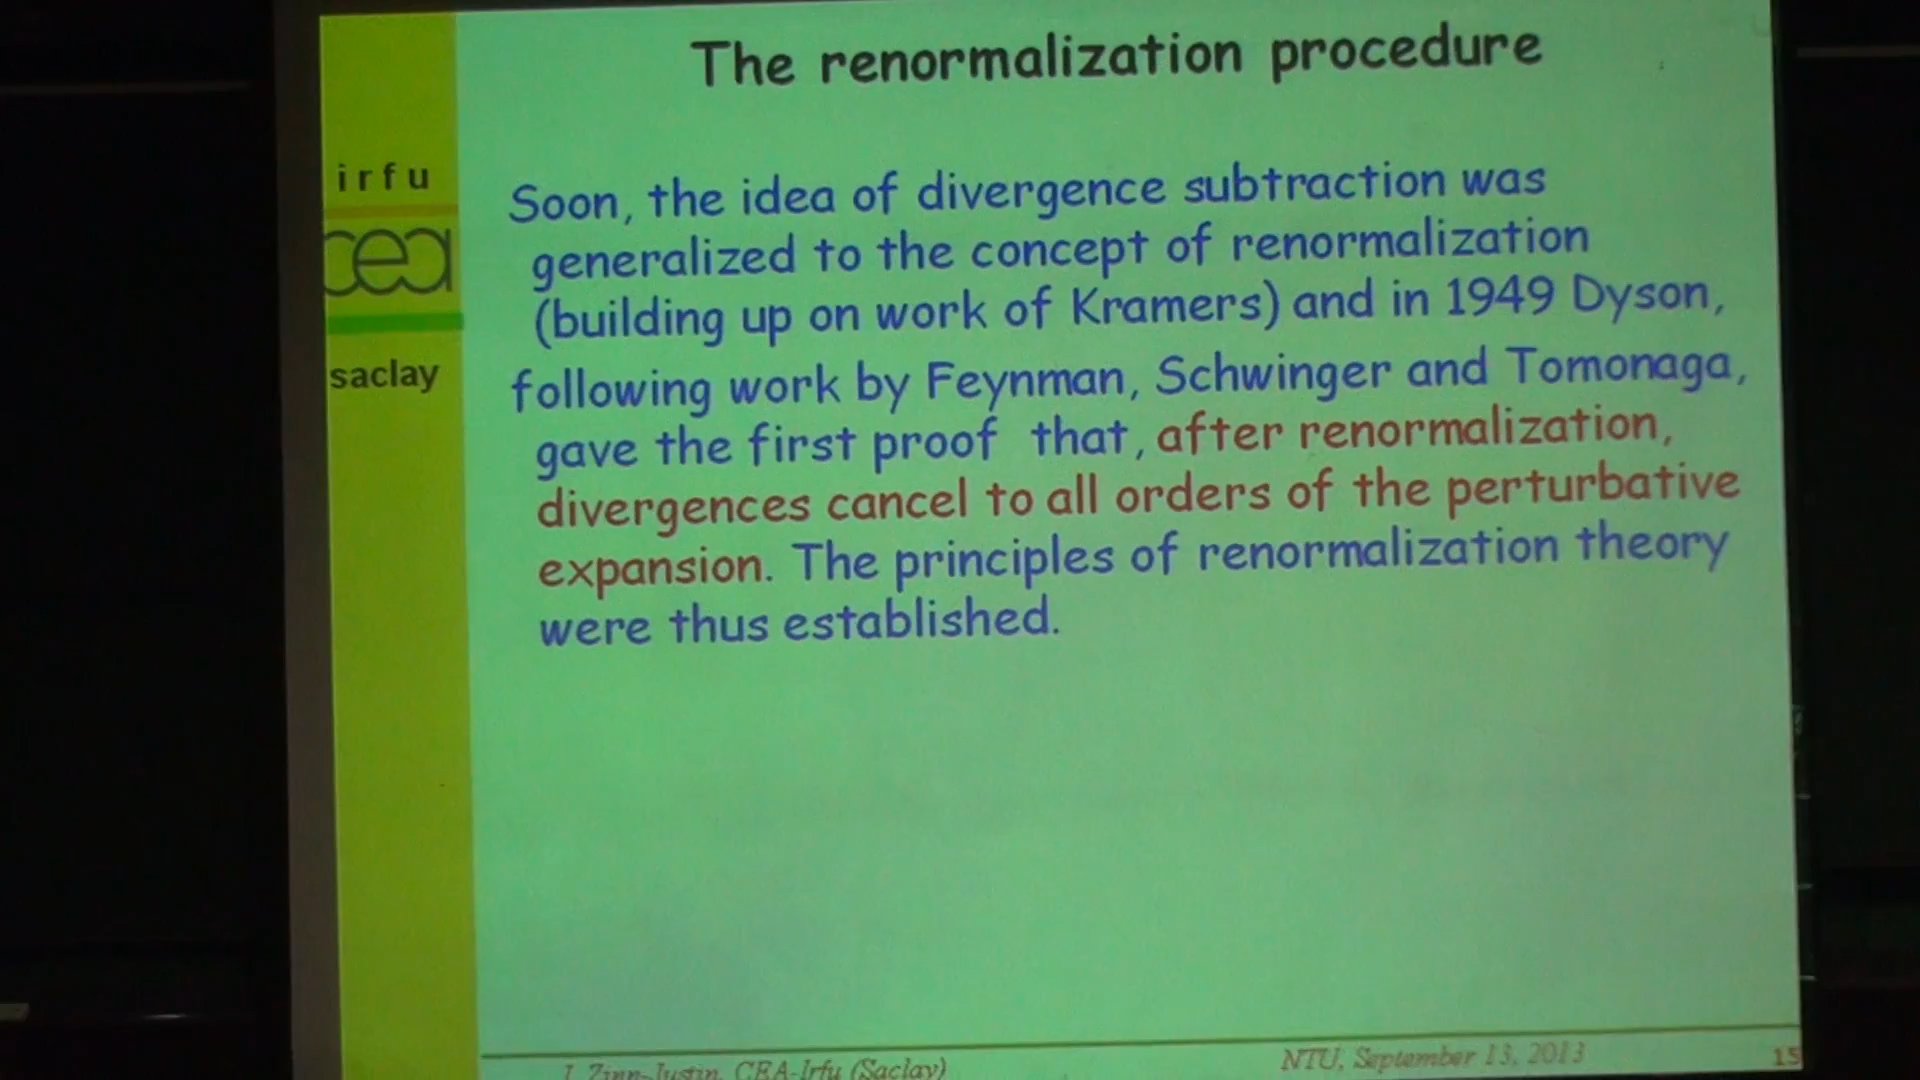 The renormalization procedure
irfu
cea
saclay
Soon, the idea of divergence subtraction was
generalized to the concept of renormalization
(building up on work of Kramers) and in 1949 Dyson,
following work by Feynman, Schwinger and Tomonaga,
gave the first proof that, after renormalization,
divergences cancel to all orders of the perturbative
expansion. The principles of renormalization theory
were thus established.
J. Zinn-Justin, CEA-Irfu (Saclay)
NTU, September 13, 2013
15